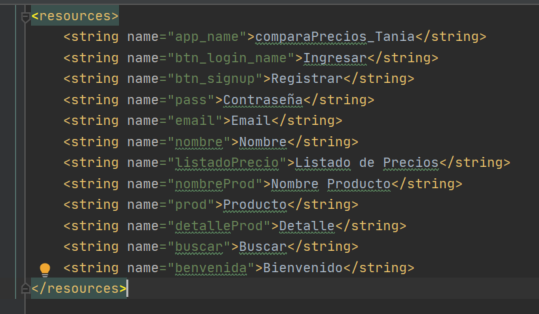 <resources>
<string name="app_name">comparaPrecios_Tania</string>
<string name="btn_login_name">Ingresar</string>
<string name="btn_signup">Registrar</string>
<string name="pass">Contraseña</string>
<string name="email">Email</string>
<string name="nombre">Nombre</string>
<string name="listadoPrecio">Listado de Precios</string>
<string name="nombreProd">Nombre Producto</string>
<string name="prod">Producto</string>
<string name="detalleProd">Detalle</string>
<string name="buscar">Buscar</string>
<string name="benvenida">Bienvenido</string>
</resources>